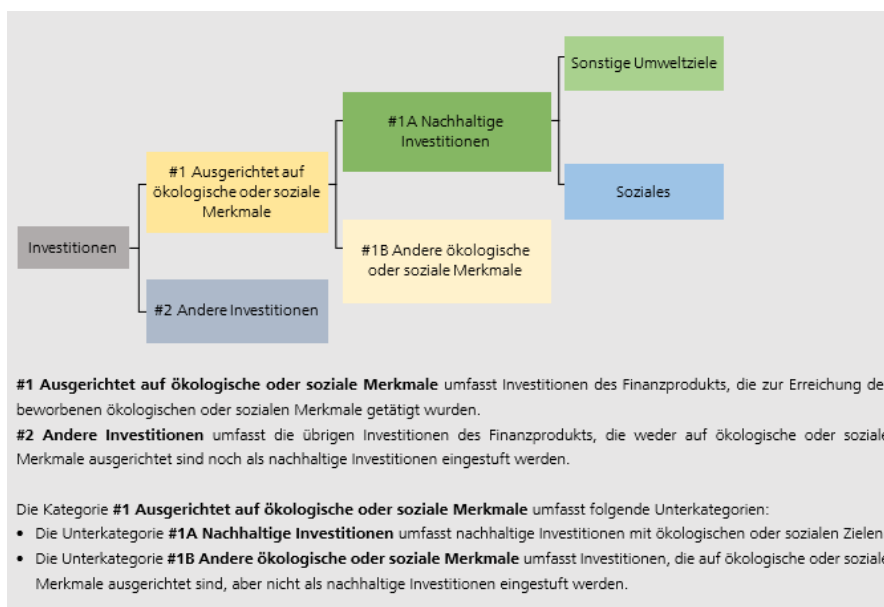 Sonstige Umweltziele
#1A Nachhaltige
Investitionen
#1 Ausgerichtet auf
ökologische oder soziale
Merkmale
Soziales
Investitionen
#1B Andere ökologische
oder soziale Merkmale
#2 Andere Investitionen
#1 Ausgerichtet auf ökologische oder soziale Merkmale umfasst Investitionen des Finanzprodukts, die zur Erreichung de
beworbenen ökologischen oder sozialen Merkmale getätigt wurden.
#2 Andere Investitionen umfasst die übrigen Investitionen des Finanzprodukts, die weder auf ökologische oder soziale
Merkmale ausgerichtet sind noch als nachhaltige Investitionen eingestuft werden.
Die Kategorie #1 Ausgerichtet auf ökologische oder soziale Merkmale umfasst folgende Unterkategorien:
• Die Unterkategorie #1A Nachhaltige Investitionen umfasst nachhaltige Investitionen mit ökologischen oder sozialen Zielen
• Die Unterkategorie #1B Andere ökologische oder soziale Merkmale umfasst Investitionen, die auf ökologische oder soziale
Merkmale ausgerichtet sind, aber nicht als nachhaltige Investitionen eingestuft werden.